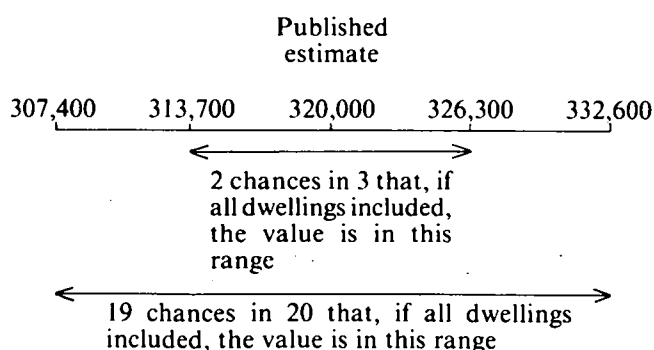 Published
estimate
307,400 313,700 320,000 326,300 332,600
2 chances in 3 that, if
all dwellings included,
the value is in this
range
19 chances in 20 that, if all dwellings
included, the value is in this range